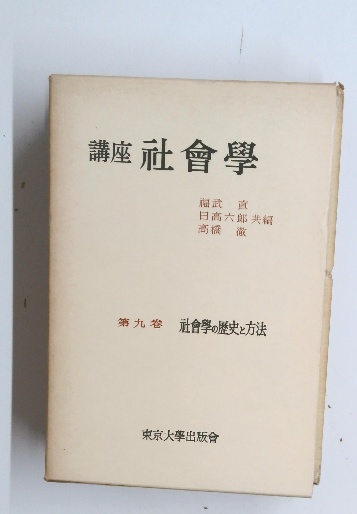 講座 社會學
福武 直
日高六郎 共編
高橋 徹
第九卷 社會學の歴史と方法
東京大學出版會